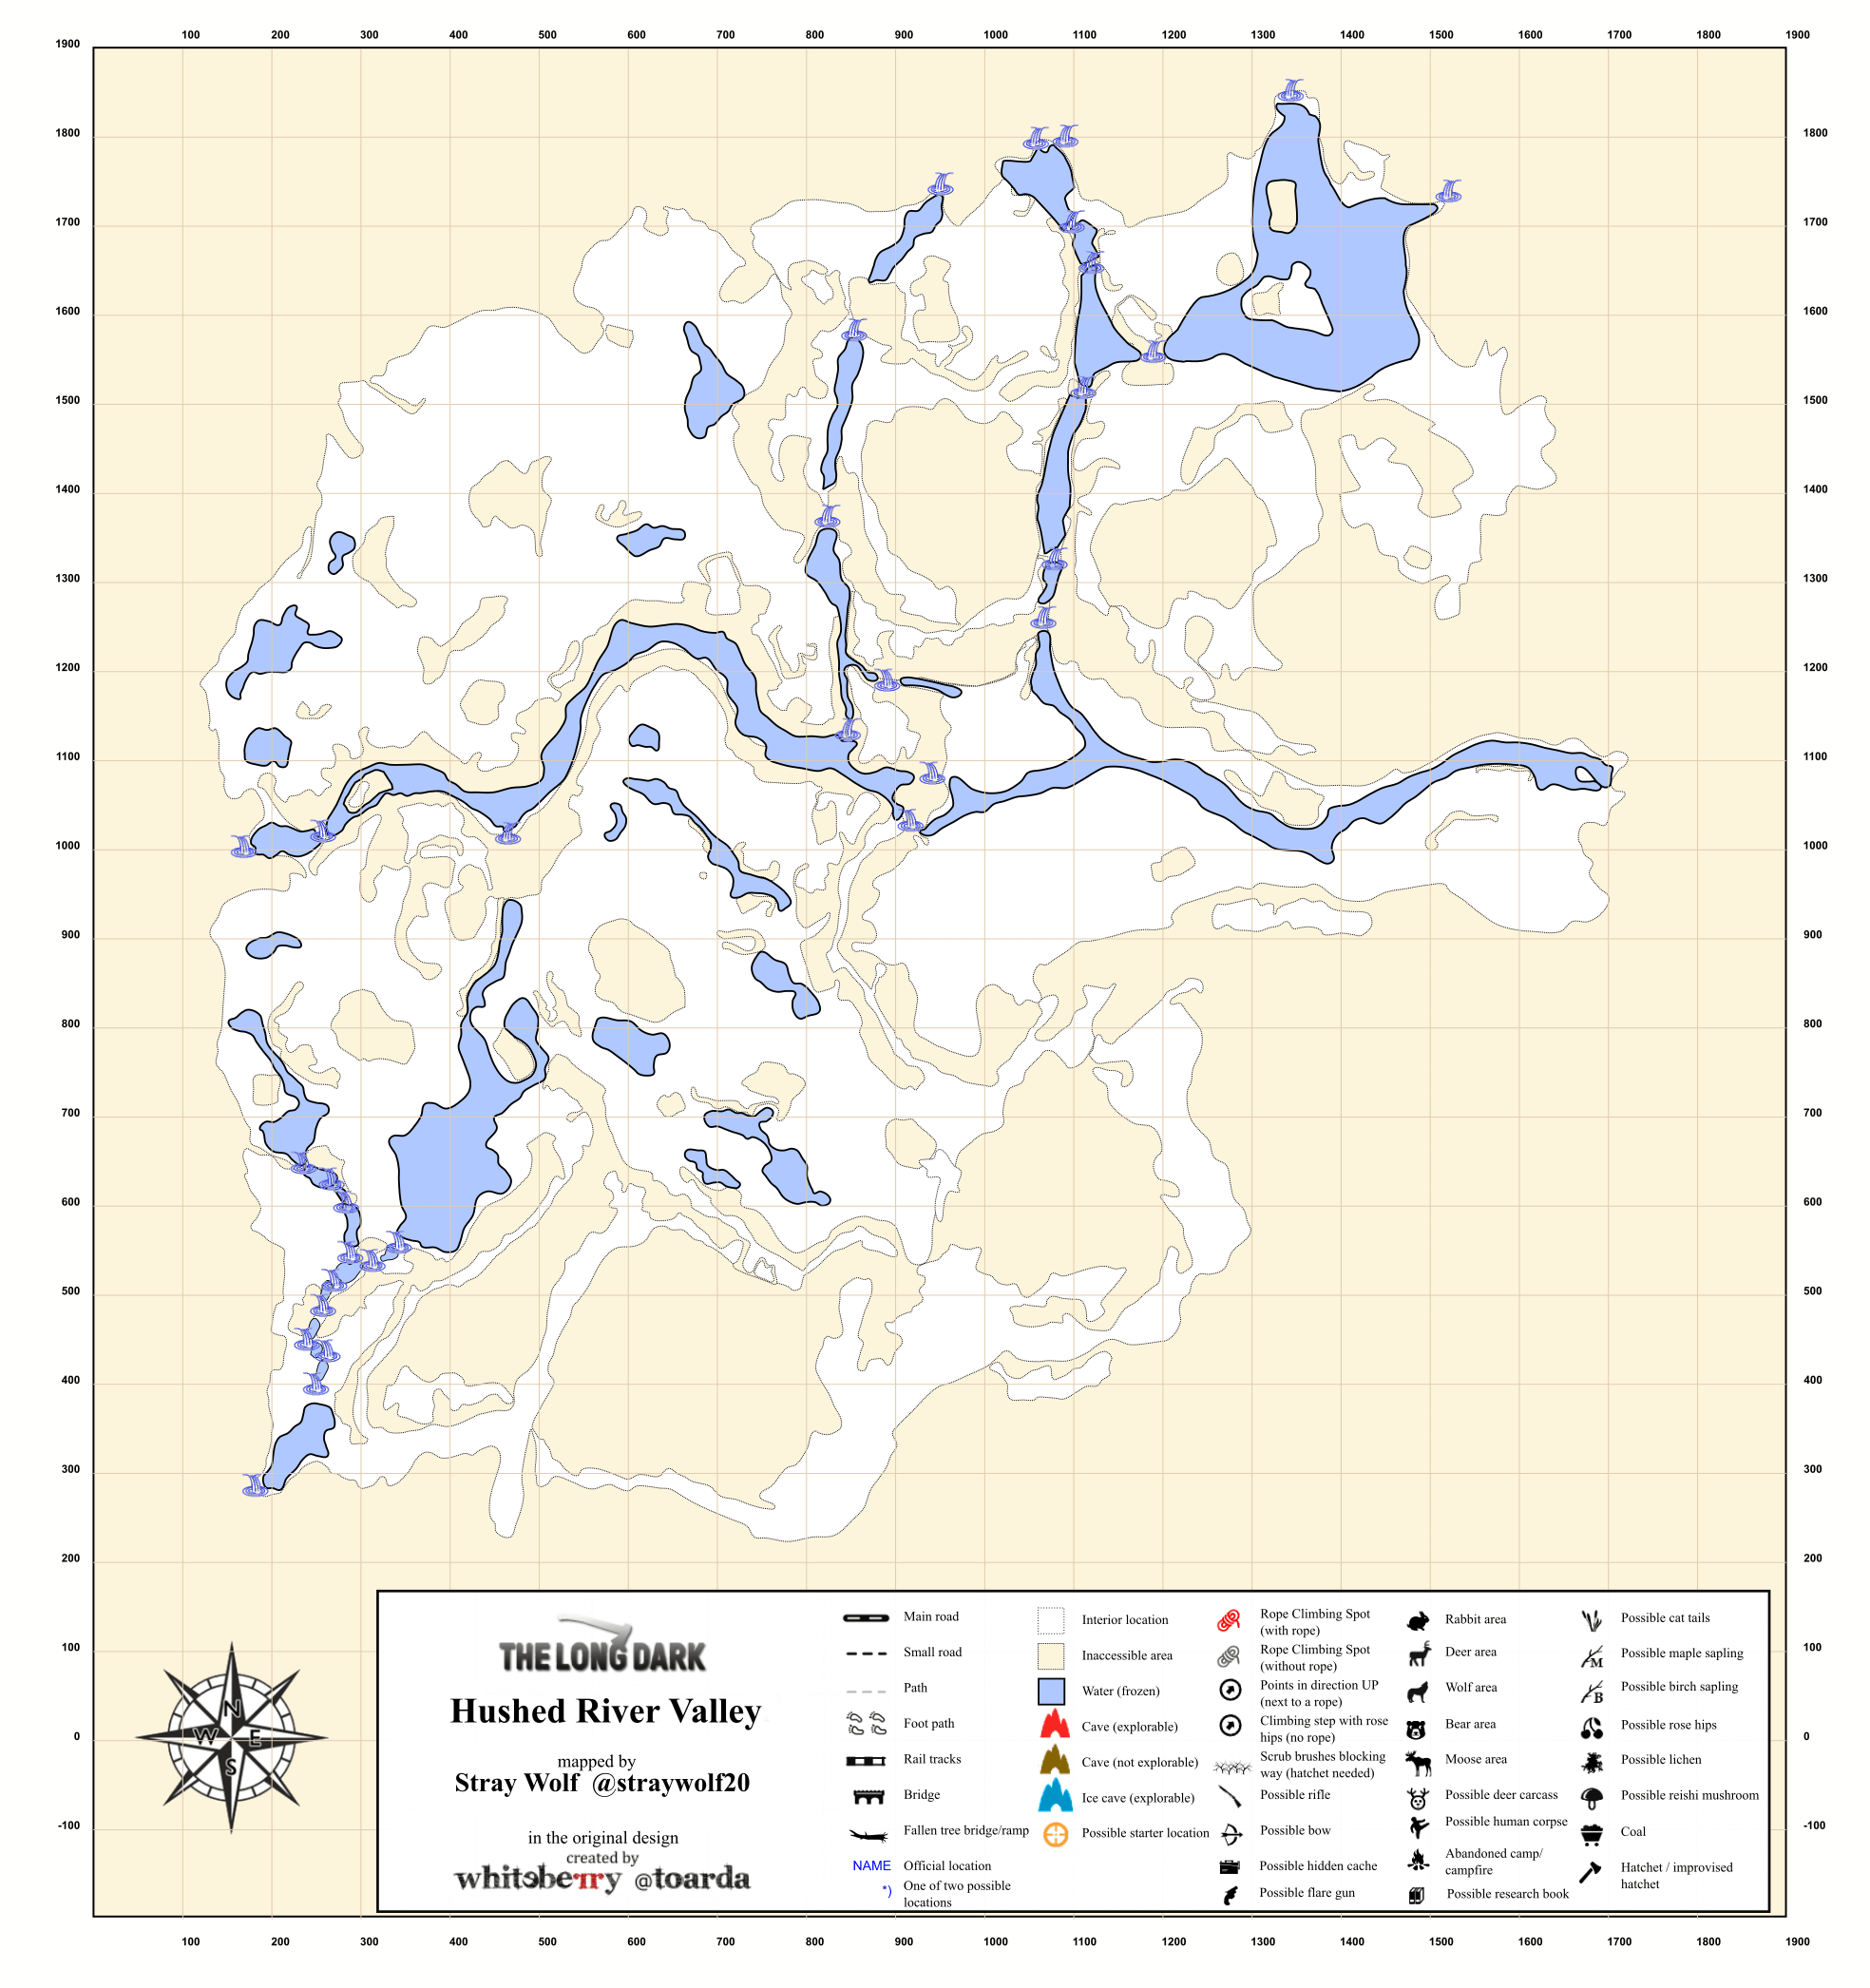 100 200 300 400 500 600 700 800 900 1000 1100 1200 1300 1400 1500 1600 1700 1800 1900
1900
1800 1800
1700 1700
1600 1600
1500 1500
1400 1400
1300 1300
1200 1200
1100 1100
1000 1000
900 900
800 800
700 700
600 600
500 500
400 400
300 300
200 200
100 100
0 0
-100 -100
N
W E
S
THE LONG DARK
Hushed River Valley
mapped by
Stray Wolf @straywolf20
in the original design
created by
whiteberry @toarda
Main road
Small road
Path
Foot path
Rail tracks
Bridge
Fallen tree bridge/ramp
NAME Official location
*) One of two possible
locations
Interior location
Inaccessible area
Water (frozen)
Cave (explorable)
Cave (not explorable)
Ice cave (explorable)
Possible starter location
Rope Climbing Spot
(with rope)
Rope Climbing Spot
(without rope)
Points in direction UP
(next to a rope)
Climbing step with rose
hips (no rope)
Scrub brushes blocking
way (hatchet needed)
Possible rifle
Possible bow
Possible hidden cache
Possible flare gun
Rabbit area
Deer area
Wolf area
Bear area
Moose area
Possible deer carcass
Possible human corpse
Abandoned camp/
campfire
Possible research book
Possible cat tails
M Possible maple sapling
B Possible birch sapling
Possible rose hips
Possible lichen
Possible reishi mushroom
Coal
Hatchet / improvised
hatchet
100 200 300 400 500 600 700 800 900 1000 1100 1200 1300 1400 1500 1600 1700 1800 1900